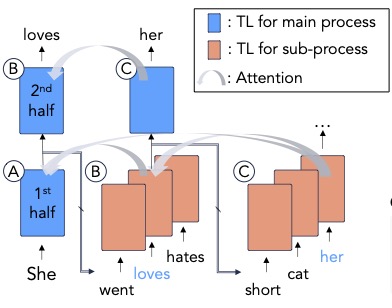 loves
her
: TL for main process
: TL for sub-process
: Attention
B
C
2nd
half
...
A
B
C
1st
half
hates
her
She
loves
cat
went
short